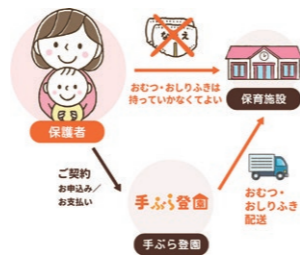 なまえ
おむつ・おしりふきは
持っていかなくてよい
保育施設
保護者
ご契約
お申込み／
お支払い
手ぶら登園
おむつ・
おしりふき
配送
手ぶら登園